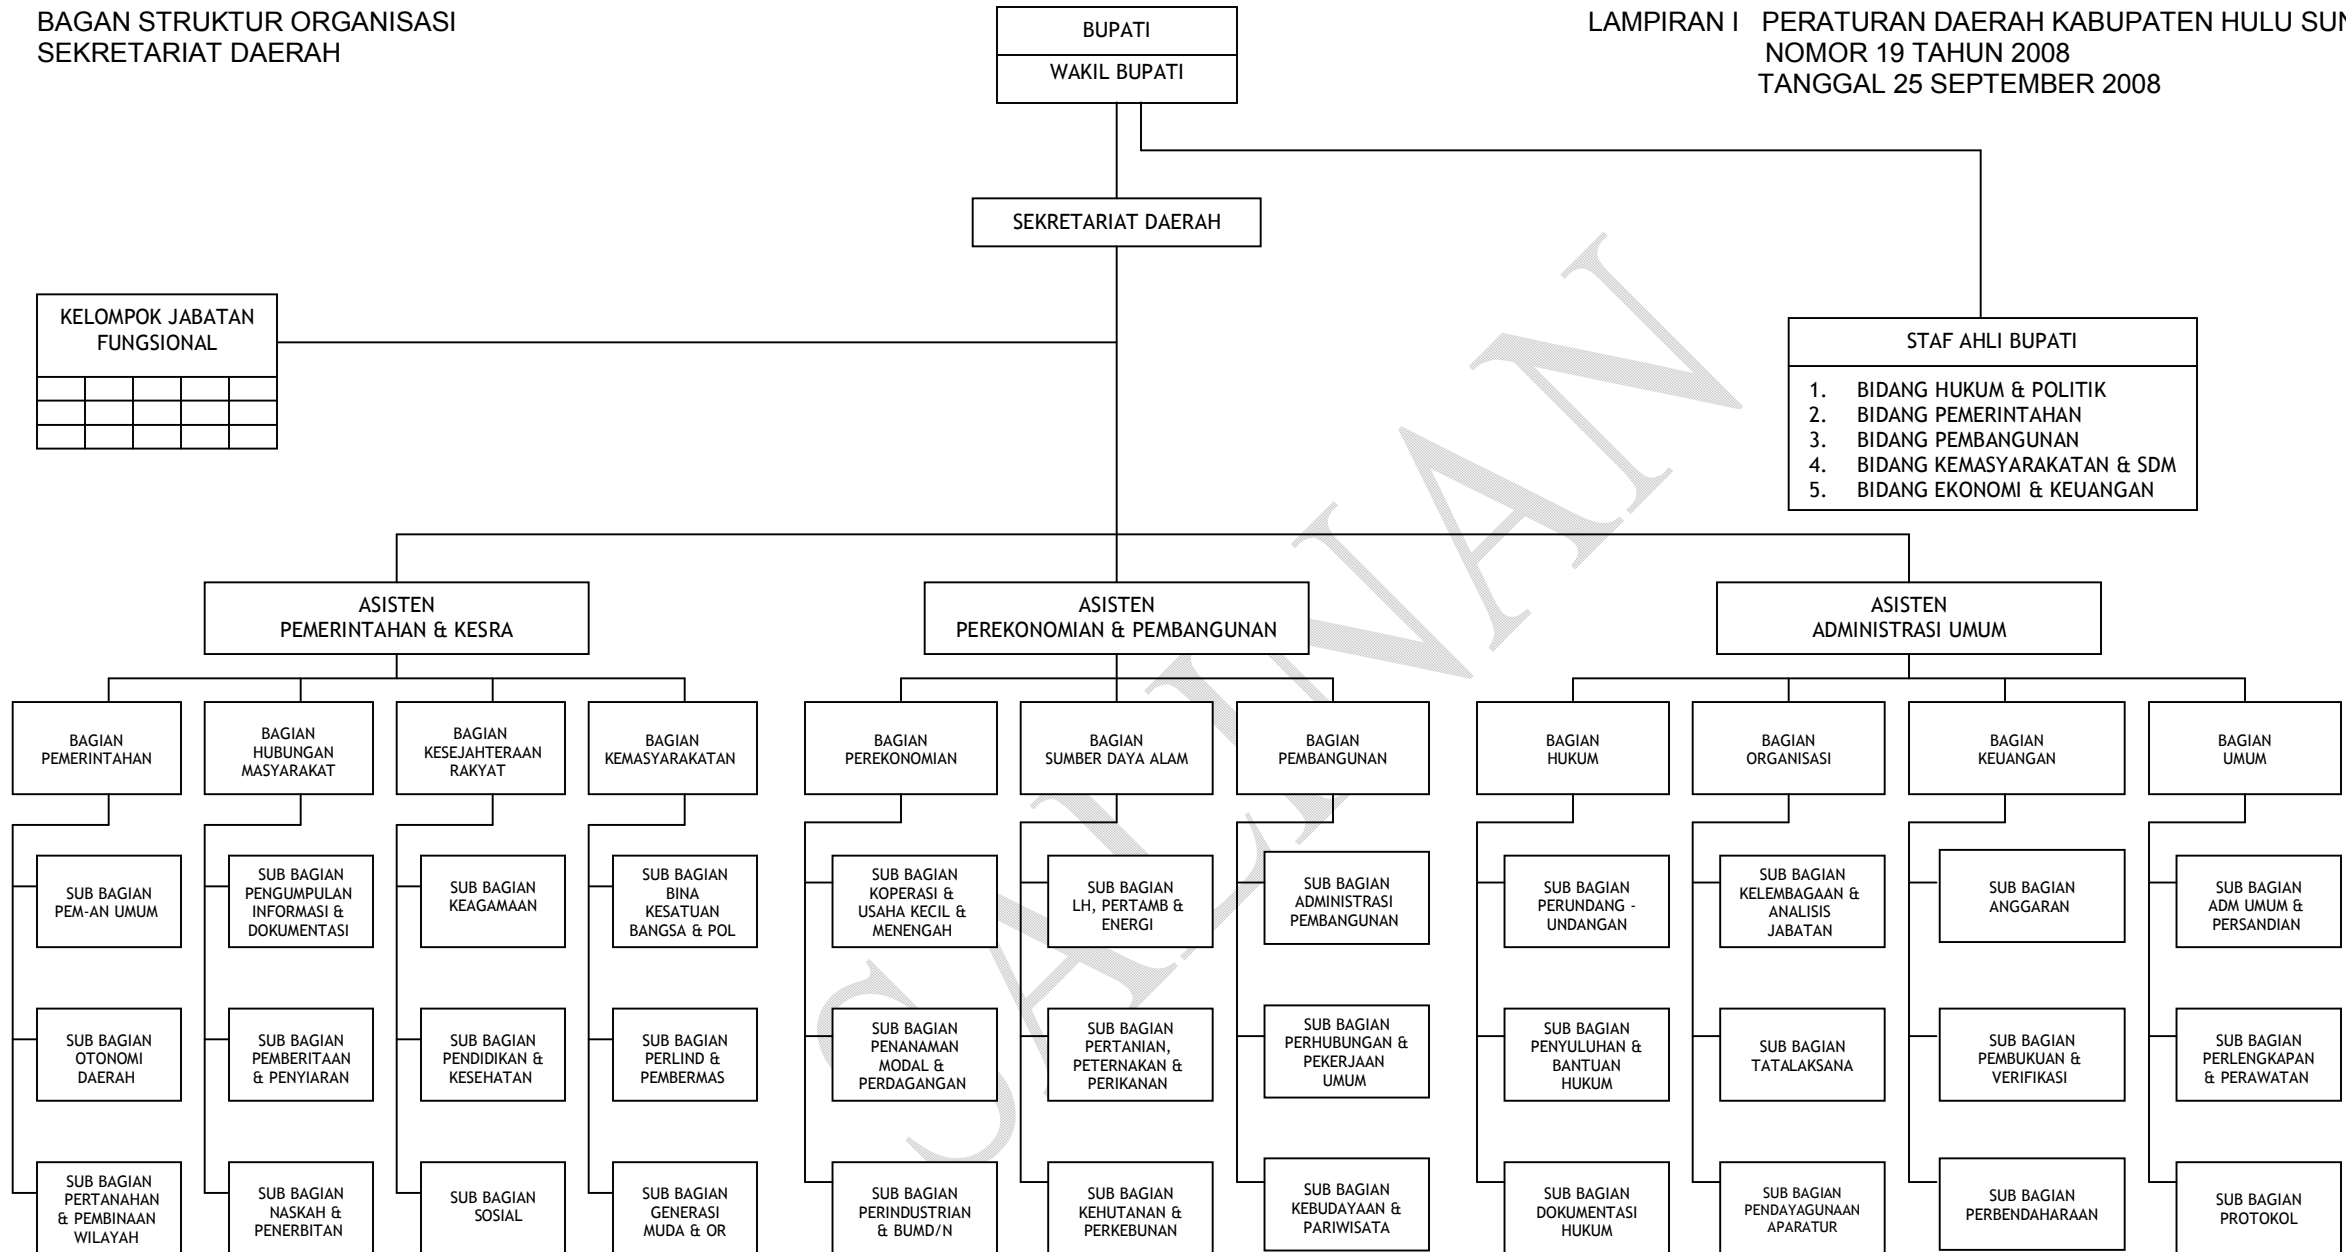 BAGAN STRUKTUR ORGANISASI
SEKRETARIAT DAERAH
BUPATI
WAKIL BUPATI
LAMPIRAN I PERATURAN DAERAH KABUPATEN HULU
NOMOR 19 TAHUN 2008
TANGGAL 25 SEPTEMBER 2008
SEKRETARIAT DAERAH
KELOMPOK JABATAN
FUNGSIONAL
STAF AHLI BUPATI
1. BIDANG HUKUM & POLITIK
2. BIDANG PEMERINTAHAN
3. BIDANG PEMBANGUNAN
4. BIDANG KEMASYARAKATAN & SDM
5. BIDANG EKONOMI & KEUANGAN
ASISTEN
PEMERINTAHAN & KESRA
ASISTEN
PEREKONOMIAN & PEMBANGUNAN
ASISTEN
ADMINISTRASI UMUM
BAGIAN
PEMERINTAHAN
BAGIAN
HUBUNGAN
MASYARAKAT
BAGIAN
KESEJAHTERAAN
RAKYAT
BAGIAN
KEMASYARAKATAN
BAGIAN
PEREKONOMIAN
BAGIAN
SUMBER DAYA ALAM
BAGIAN
PEMBANGUNAN
BAGIAN
HUKUM
BAGIAN
ORGANISASI
BAGIAN
KEUANGAN
BAGIAN
UMUM
SUB BAGIAN
PEM-AN UMUM
SUB BAGIAN
PENGUMPULAN
INFORMASI &
DOKUMENTASI
SUB BAGIAN
KEAGAMAAN
SUB BAGIAN
BINA
KESATUAN
BANGSA & POL
SUB BAGIAN
KOPERASI &
USAHA KECIL &
MENENGAH
SUB BAGIAN
LH, PERTAMB &
ENERGI
SUB BAGIAN
ADMINISTRASI
PEMBANGUNAN
SUB BAGIAN
PERUNDANG -
UNDANGAN
SUB BAGIAN
KELEMBAGAAN &
ANALISIS
JABATAN
SUB BAGIAN
ANGGARAN
SUB BAGIAN
ADM UMUM &
PERSANDIAN
SUB BAGIAN
OTONOMI
DAERAH
SUB BAGIAN
PEMBERITAAN
& PENYIARAN
SUB BAGIAN
PENDIDIKAN &
KESEHATAN
SUB BAGIAN
PERLIND &
PEMBERMAS
SUB BAGIAN
PENANAMAN
MODAL &
PERDAGANGAN
SUB BAGIAN
PERTANIAN,
PETERNAKAN &
PERIKANAN
SUB BAGIAN
PERHUBUNGAN &
PEKERJAAN
UMUM
SUB BAGIAN
PENYULUHAN &
BANTUAN
HUKUM
SUB BAGIAN
TATALAKSANA
SUB BAGIAN
PEMBUKUAN &
VERIFIKASI
SUB BAGIAN
PERLENGKAPAN
& PERAWATAN
SUB BAGIAN
PERTANAHAN
& PEMBINAAN
WILAYAH
SUB BAGIAN
NASKAH &
PENERBITAN
SUB BAGIAN
SOSIAL
SUB BAGIAN
GENERASI
MUDA & OR
SUB BAGIAN
PERINDUSTRIAN
& BUMD/N
SUB BAGIAN
KEHUTANAN &
PERKEBUNAN
SUB BAGIAN
KEBUDAYAAN &
PARIWISATA
SUB BAGIAN
DOKUMENTASI
HUKUM
SUB BAGIAN
PENDAYAGUNAAN
APARATUR
SUB BAGIAN
PERBENDAHARAAN
SUB BAGIAN
PROTOKOL
SALINAN